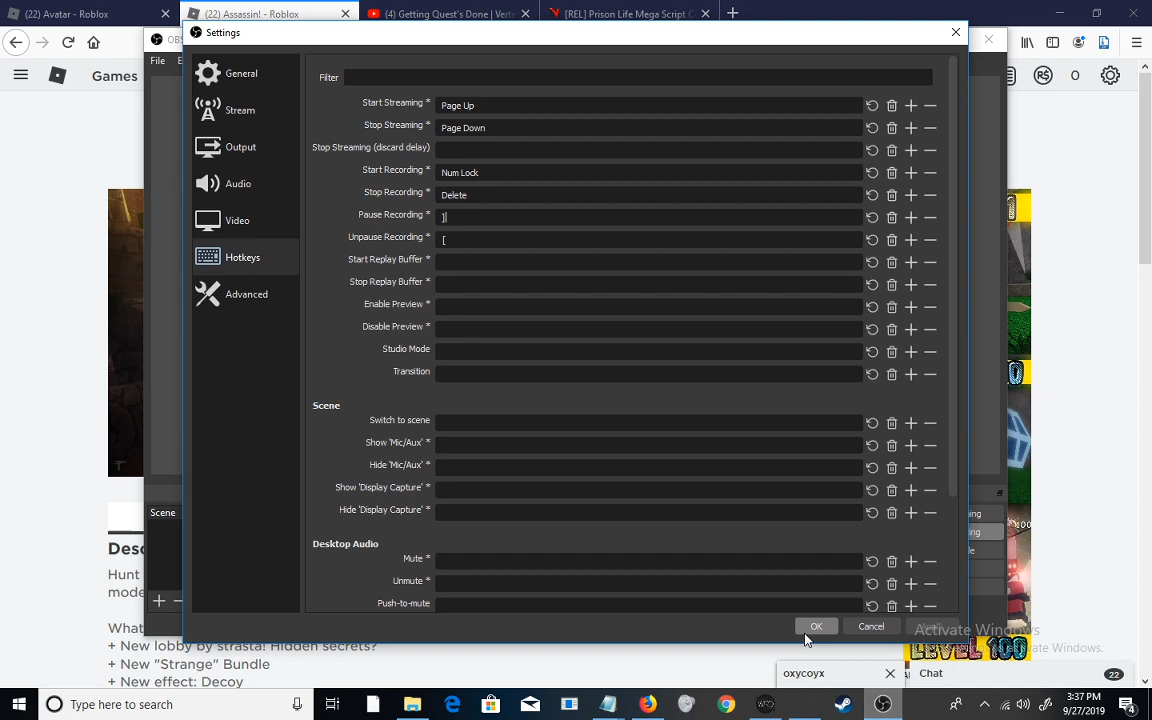 (22) Avatar - Roblox
(22) Assassin! - Roblox
(4) Getting Quest's Done | Verte
[REL] Prison Life Mega Script C
Settings
OBS
File
Games
0
General
Stream
Output
Audio
Video
Hotkeys
Advanced
Filter
Start Streaming * Page Up
Stop Streaming * Page Down
Stop Streaming (discard delay)
Start Recording * Num Lock
Stop Recording * Delete
Pause Recording * ]
Unpause Recording * [
Start Replay Buffer *
Stop Replay Buffer *
Enable Preview *
Disable Preview *
Studio Mode
Transition
Scene
Switch to scene
Show 'Mic/Aux' *
Hide 'Mic/Aux' *
Show 'Display Capture' *
Hide 'Display Capture' *
Desktop Audio
Mute *
Unmute *
Push-to-mute
OK
Cancel
Scene
Desc
Hunt
mode
What
+ New lobby by strasta! Hidden secrets?
+ New "Strange" Bundle
+ New effect: Decoy
Activate Windows
LEVEL 100
oxycoyx
Chat
22
Type here to search
3:37 PM
9/27/2019
4